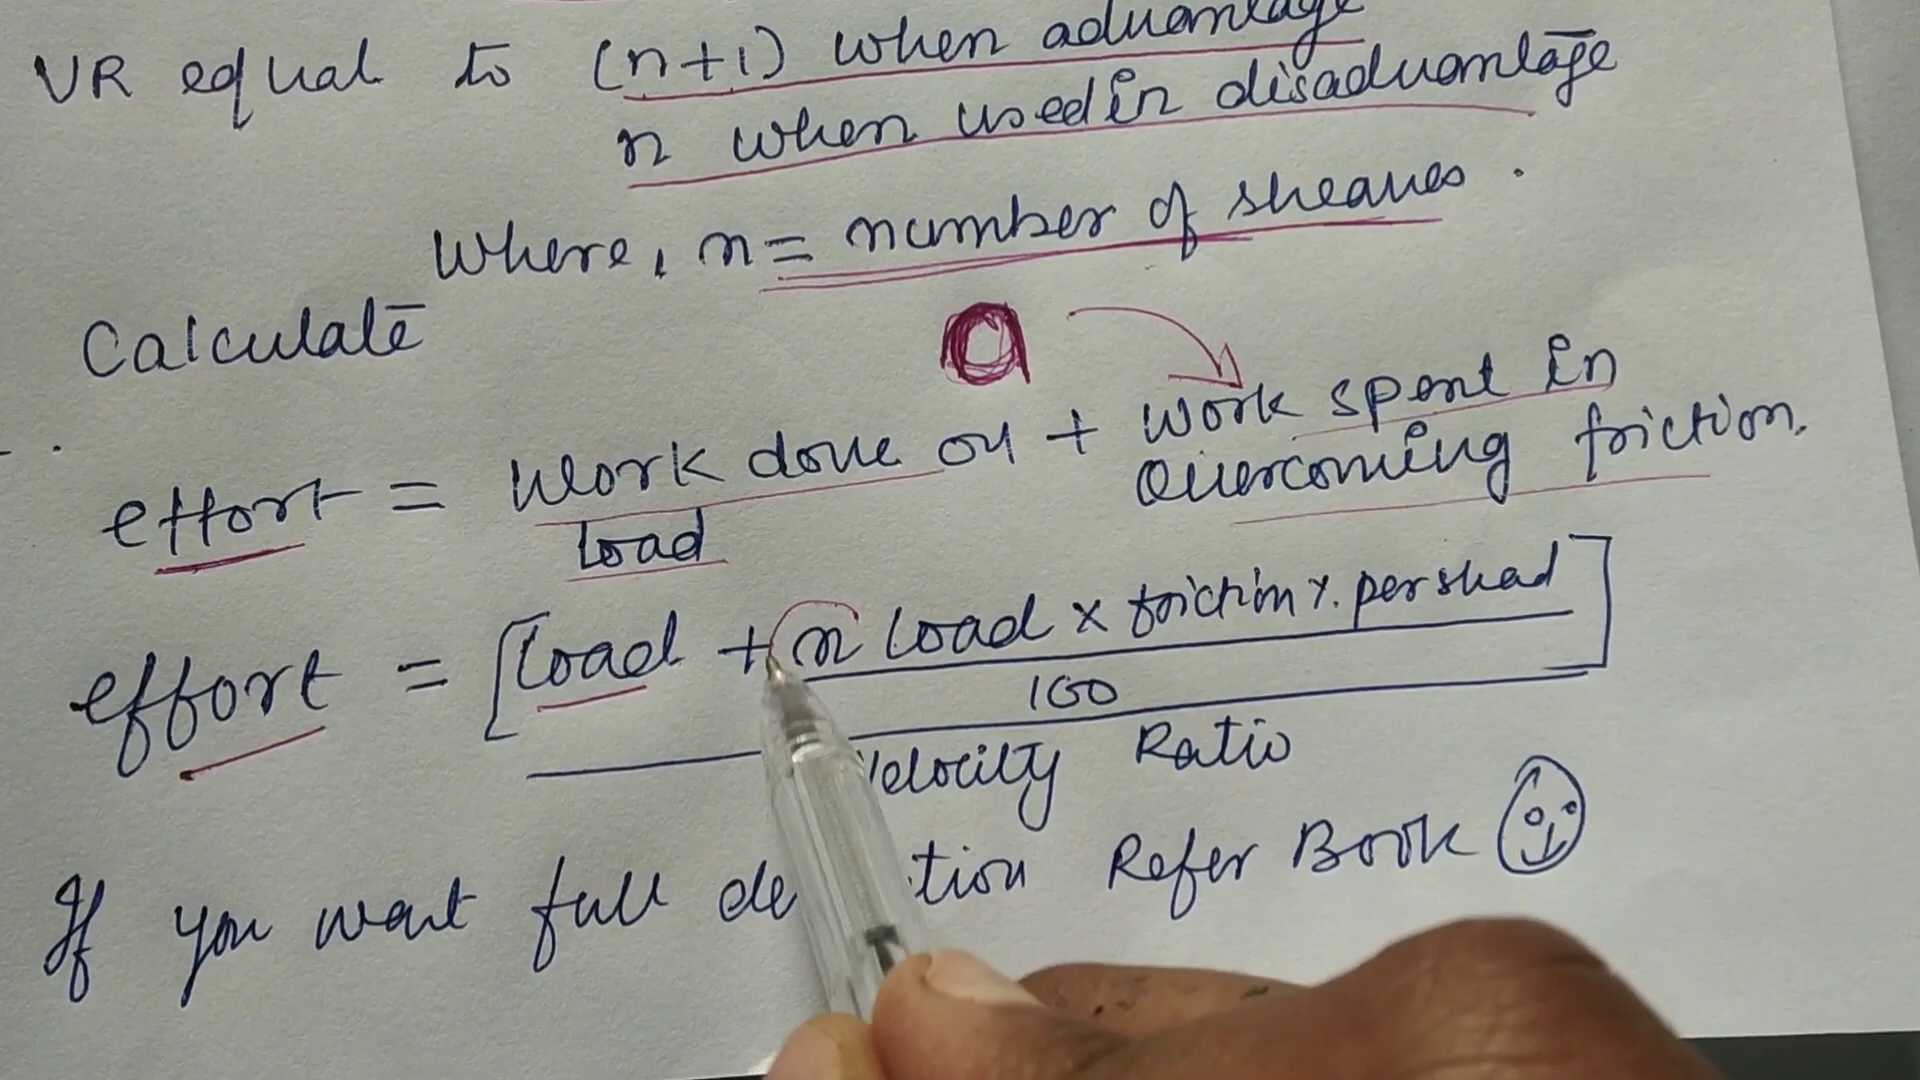 VR equal to (n+1) when advantage
n when used in disadvantage
Where, n = number of sheaves.
Calculate
effort = Work done on + Work spent in
load overcoming friction.
effort = [load + n load × friction %. per shead]
100
Velocity Ratio
If you want full de tion Refer Book